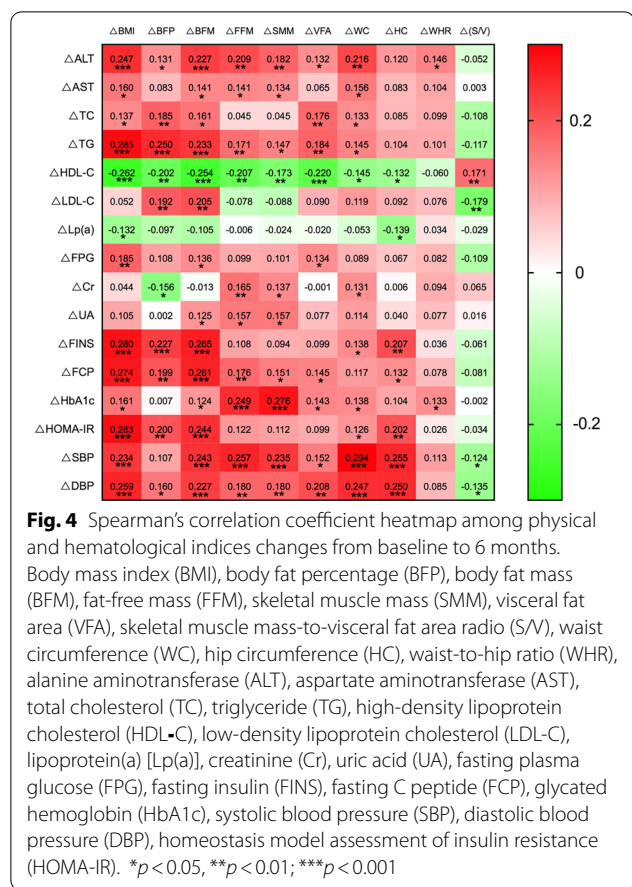 △BMI △BFP △BFM △FFM △SMM △VFA △WC △HC △WHR △(S/V)
△ALT 0.247 0.131 0.227 0.209 0.182 0.132 0.216 0.120 0.146 -0.052
*** * *** ** ** * ** *
△AST 0.160 0.083 0.141 0.141 0.134 0.065 0.156 0.083 0.104 0.003
* * * * *
△TC 0.137 0.185 0.161 0.045 0.045 0.176 0.133 0.085 0.099 -0.108
* ** * ** *
△TG 0.285 0.250 0.233 0.171 0.147 0.184 0.145 0.104 0.101 -0.117
*** *** *** ** * ** *
△HDL-C -0.262 -0.202 -0.254 -0.207 -0.173 -0.220 -0.145 -0.132 -0.060 0.171
*** ** *** ** ** *** * * **
△LDL-C 0.052 0.192 0.205 -0.078 -0.088 0.090 0.119 0.092 0.076 -0.179
** ** **
△Lp(a) -0.132 -0.097 -0.105 -0.006 -0.024 -0.020 -0.053 -0.139 0.034 -0.029
* *
△FPG 0.185 0.108 0.136 0.099 0.101 0.134 0.089 0.067 0.082 -0.109
** * *
△Cr 0.044 -0.156 -0.013 0.165 0.137 -0.001 0.131 0.006 0.094 0.065
* ** * *
△UA 0.105 0.002 0.125 0.157 0.157 0.077 0.114 0.040 0.077 0.016
* * *
△FINS 0.280 0.227 0.265 0.108 0.094 0.099 0.138 0.207 0.036 -0.061
*** *** *** * **
△FCP 0.274 0.199 0.261 0.176 0.151 0.145 0.117 0.132 0.078 -0.081
*** ** *** ** * * *
△HbA1c 0.161 0.007 0.124 0.249 0.276 0.143 0.138 0.104 0.133 -0.002
* * *** *** * * *
△HOMA-IR 0.283 0.200 0.244 0.122 0.112 0.099 0.126 0.202 0.026 -0.034
*** ** *** * **
△SBP 0.234 0.107 0.243 0.257 0.235 0.152 0.294 0.255 0.113 -0.124
*** *** *** *** * *** *** *
△DBP 0.259 0.160 0.227 0.180 0.180 0.208 0.247 0.250 0.085 -0.135
*** * *** ** ** ** *** *** *
0.2
0
-0.2
Fig. 4 Spearman's correlation coefficient heatmap among physical
and hematological indices changes from baseline to 6 months.
Body mass index (BMI), body fat percentage (BFP), body fat mass
(BFM), fat-free mass (FFM), skeletal muscle mass (SMM), visceral fat
area (VFA), skeletal muscle mass-to-visceral fat area radio (S/V), waist
circumference (WC), hip circumference (HC), waist-to-hip ratio (WHR),
alanine aminotransferase (ALT), aspartate aminotransferase (AST),
total cholesterol (TC), triglyceride (TG), high-density lipoprotein
cholesterol (HDL-C), low-density lipoprotein cholesterol (LDL-C),
lipoprotein(a) [Lp(a)], creatinine (Cr), uric acid (UA), fasting plasma
glucose (FPG), fasting insulin (FINS), fasting C peptide (FCP), glycated
hemoglobin (HbA1c), systolic blood pressure (SBP), diastolic blood
pressure (DBP), homeostasis model assessment of insulin resistance
(HOMA-IR). *p < 0.05, **p < 0.01; ***p < 0.001